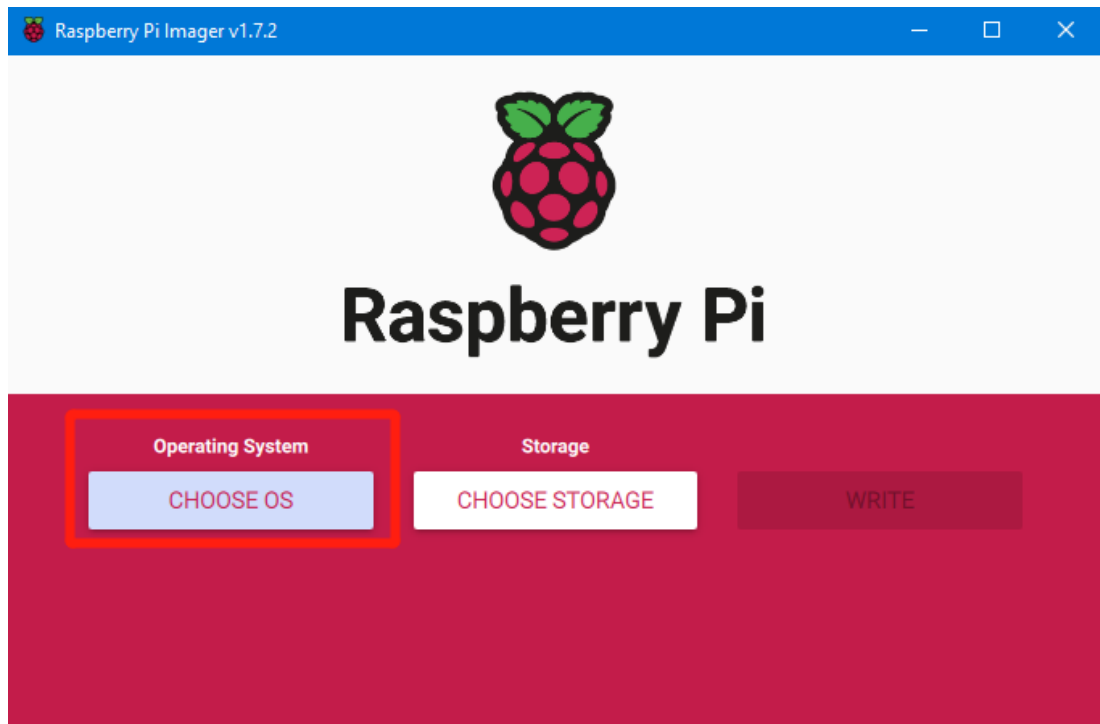 Raspberry Pi Imager v1.7.2
Raspberry Pi
Operating System
CHOOSE OS
Storage
CHOOSE STORAGE
WRITE